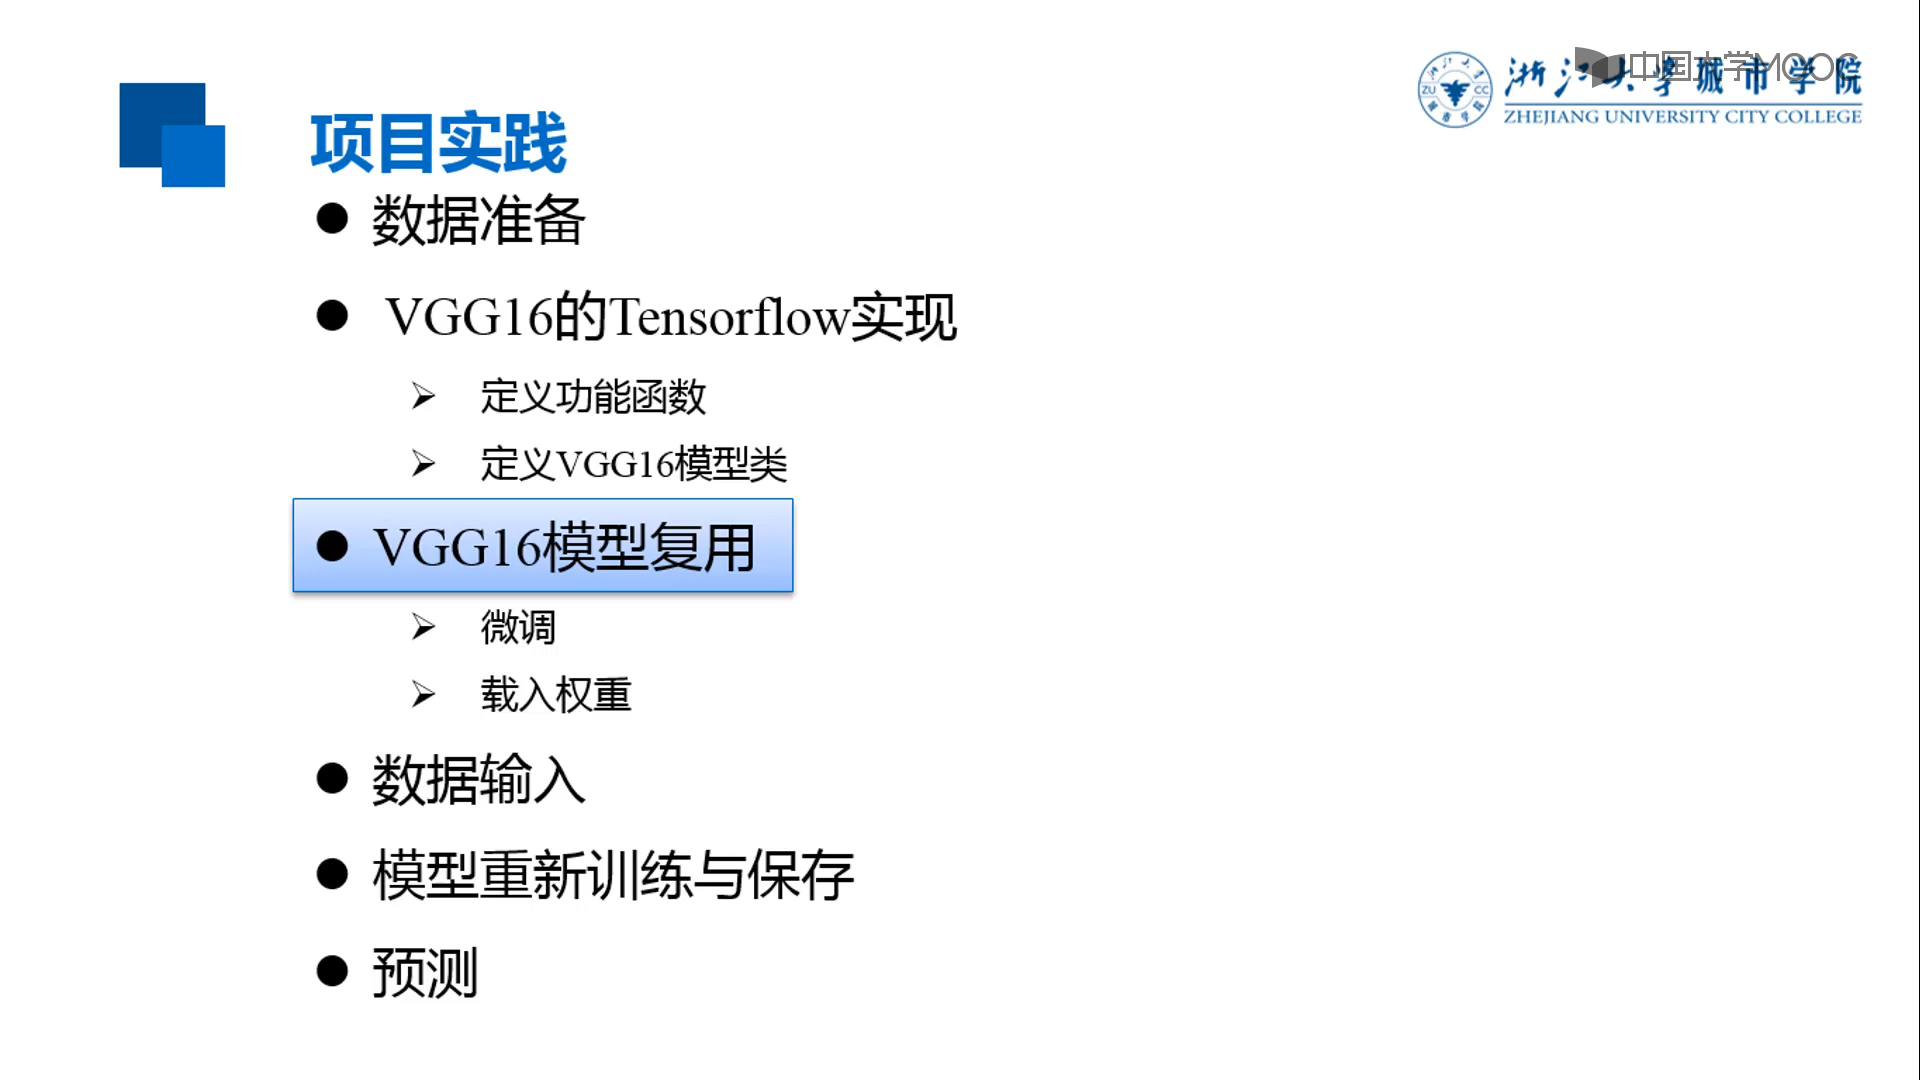 中国大学MOOC
浙江大学城市学院
ZHEJIANG UNIVERSITY CITY COLLEGE
ZU CC
项目实践
● 数据准备
● VGG16的Tensorflow实现
➢ 定义功能函数
➢ 定义VGG16模型类
● VGG16模型复用
➢ 微调
➢ 载入权重
● 数据输入
● 模型重新训练与保存
● 预测